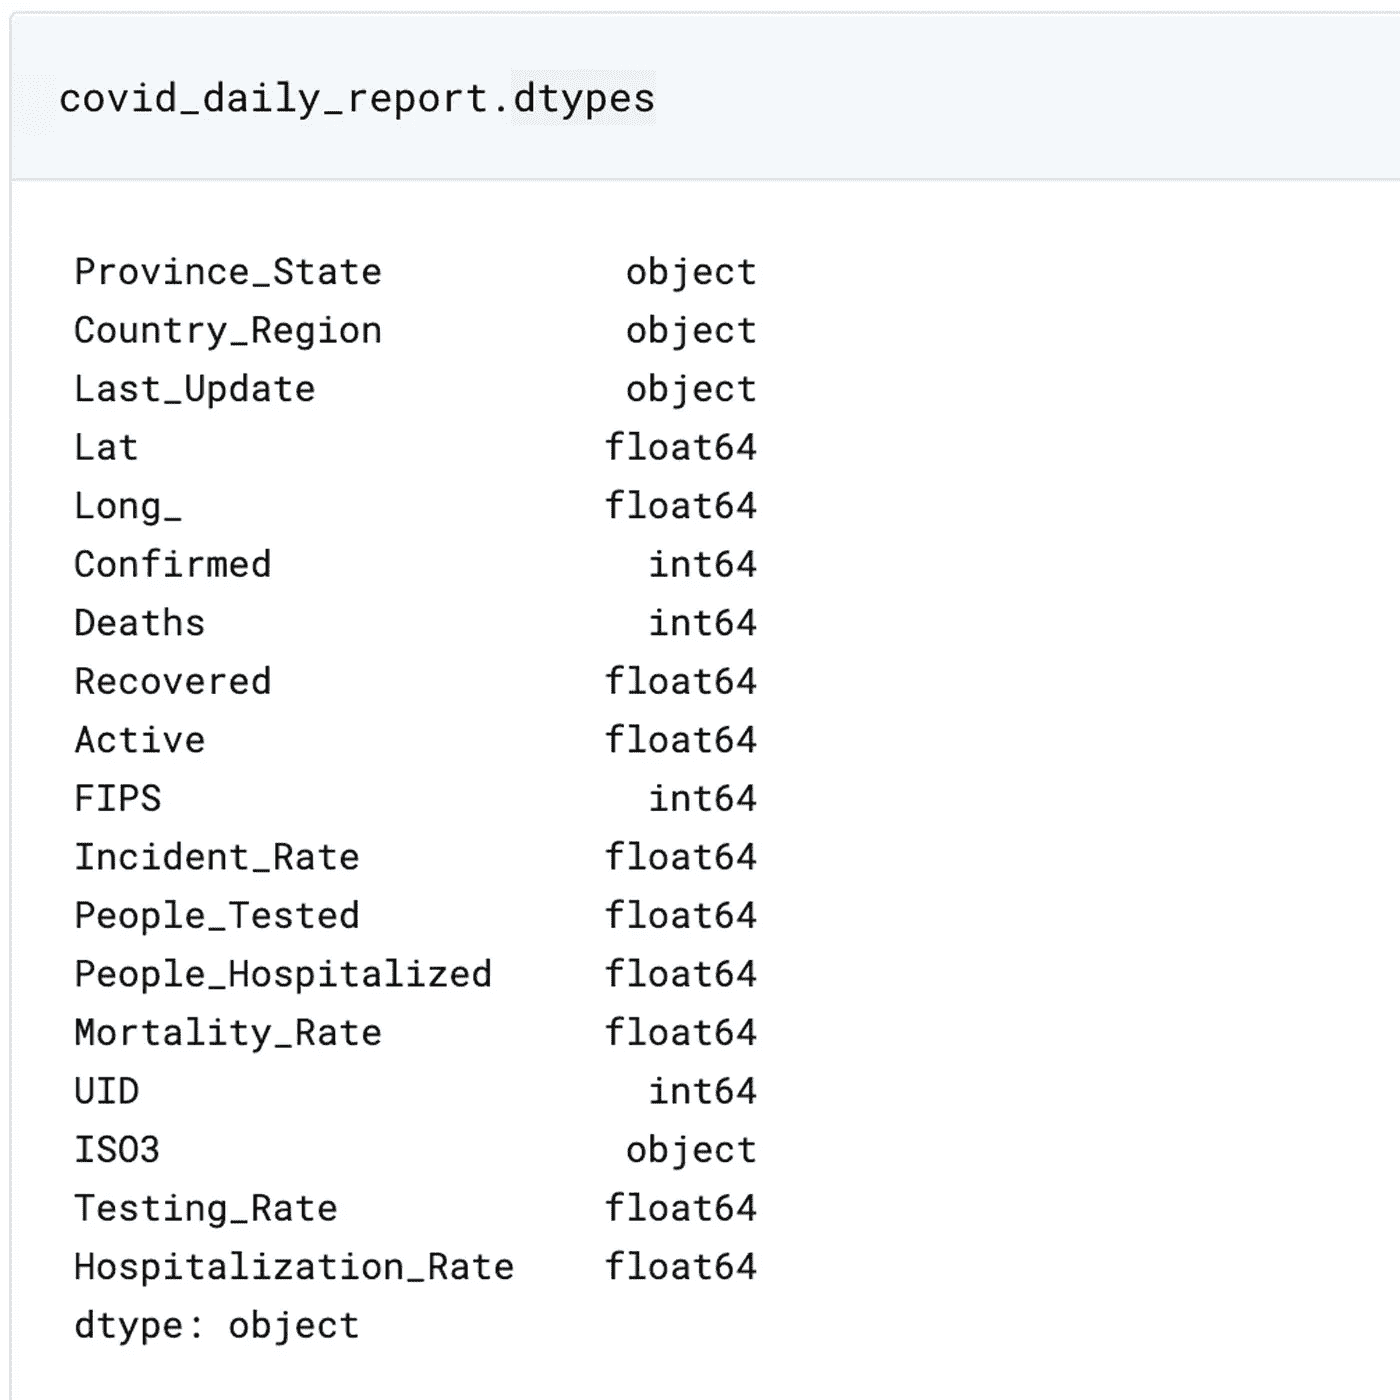 covid_daily_report.dtypes
Province_State object
Country_Region object
Last_Update object
Lat float64
Long_ float64
Confirmed int64
Deaths int64
Recovered float64
Active float64
FIPS int64
Incident_Rate float64
People_Tested float64
People_Hospitalized float64
Mortality_Rate float64
UID int64
ISO3 object
Testing_Rate float64
Hospitalization_Rate float64
dtype: object